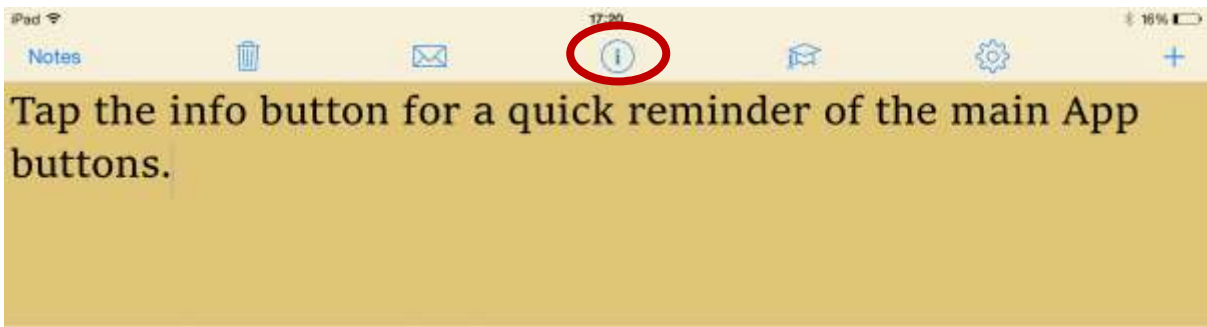 iPad 17:20 16%
Notes
Tap the info button for a quick reminder of the main App
buttons.